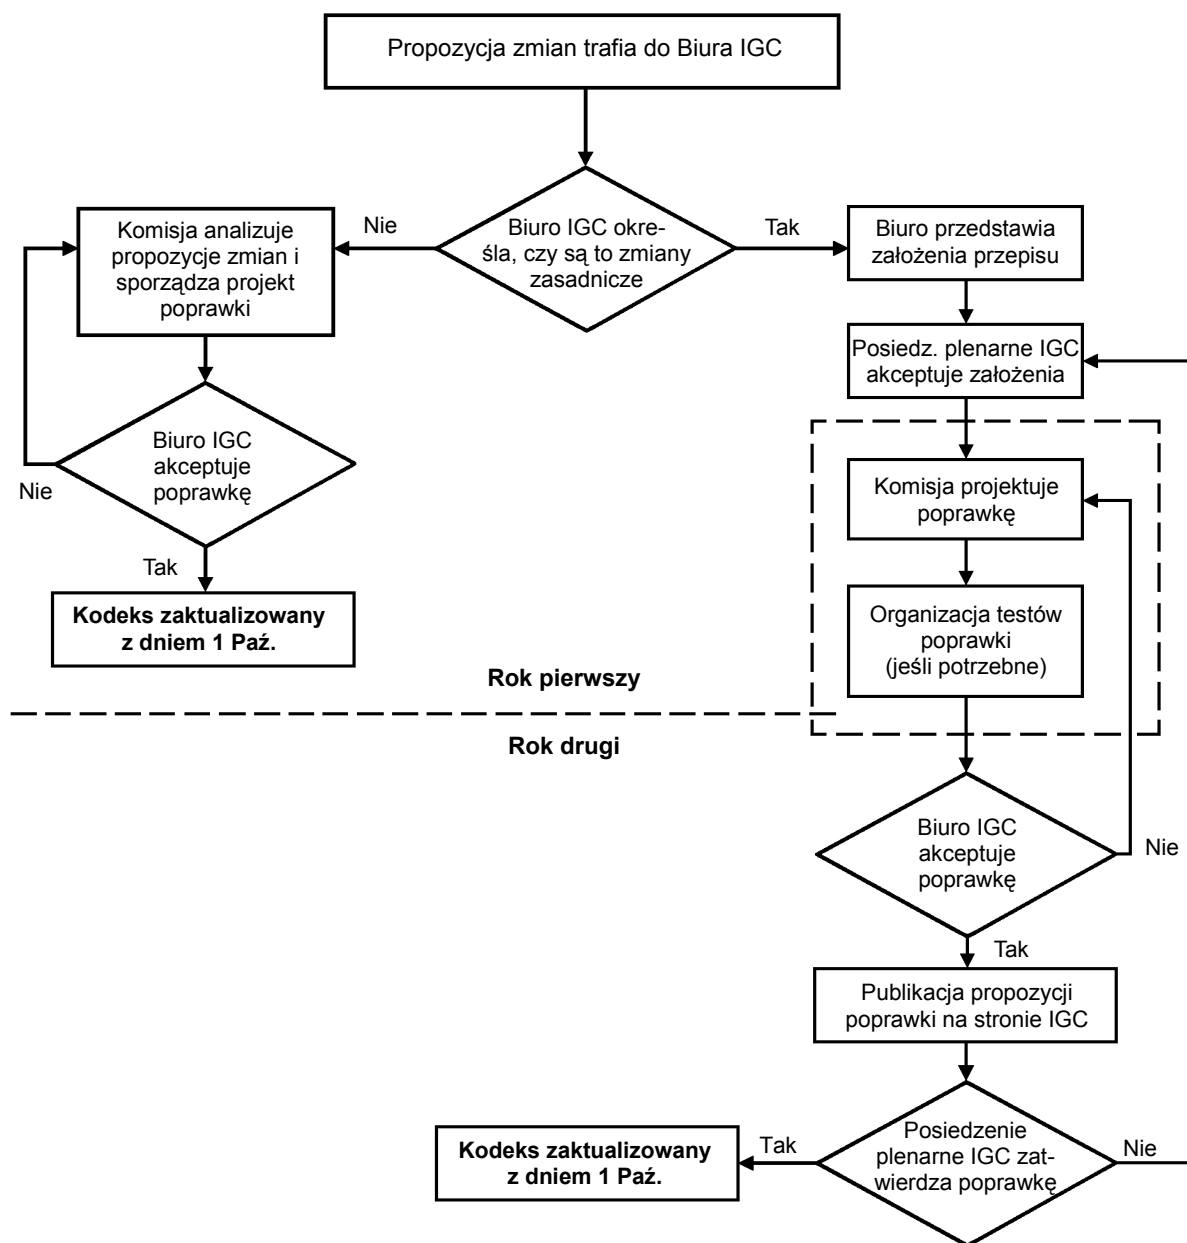 Propozycja zmian trafia do Biura IGC
Nie
Biuro IGC okre-
śla, czy są to zmiany
zasadnicze
Tak
Komisja analizuje
propozycje zmian i
sporządza projekt
poprawki
Biuro przedstawia
założenia przepisu
Posiedz. plenarne IGC
akceptuje założenia
Biuro IGC
akceptuje
poprawkę
Nie
Tak
Komisja projektuje
poprawkę
Kodeks zaktualizowany
z dniem 1 Paź.
Organizacja testów
poprawki
(jeśli potrzebne)
Rok pierwszy
Rok drugi
Biuro IGC
akceptuje
poprawkę
Nie
Tak
Publikacja propozycji
poprawki na stronie IGC
Kodeks zaktualizowany
z dniem 1 Paź.
Tak
Posiedzenie
plenarne IGC zat-
wierdza poprawkę
Nie